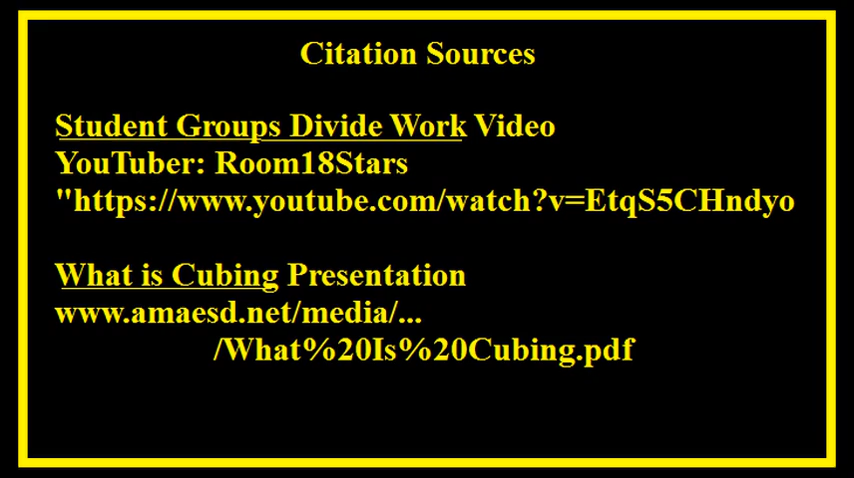 Citation Sources
Student Groups Divide Work Video
YouTuber: Room18Stars
"https://www.youtube.com/watch?v=EtqS5CHndyo
What is Cubing Presentation
www.amaesd.net/media/...
/What%20Is%20Cubing.pdf